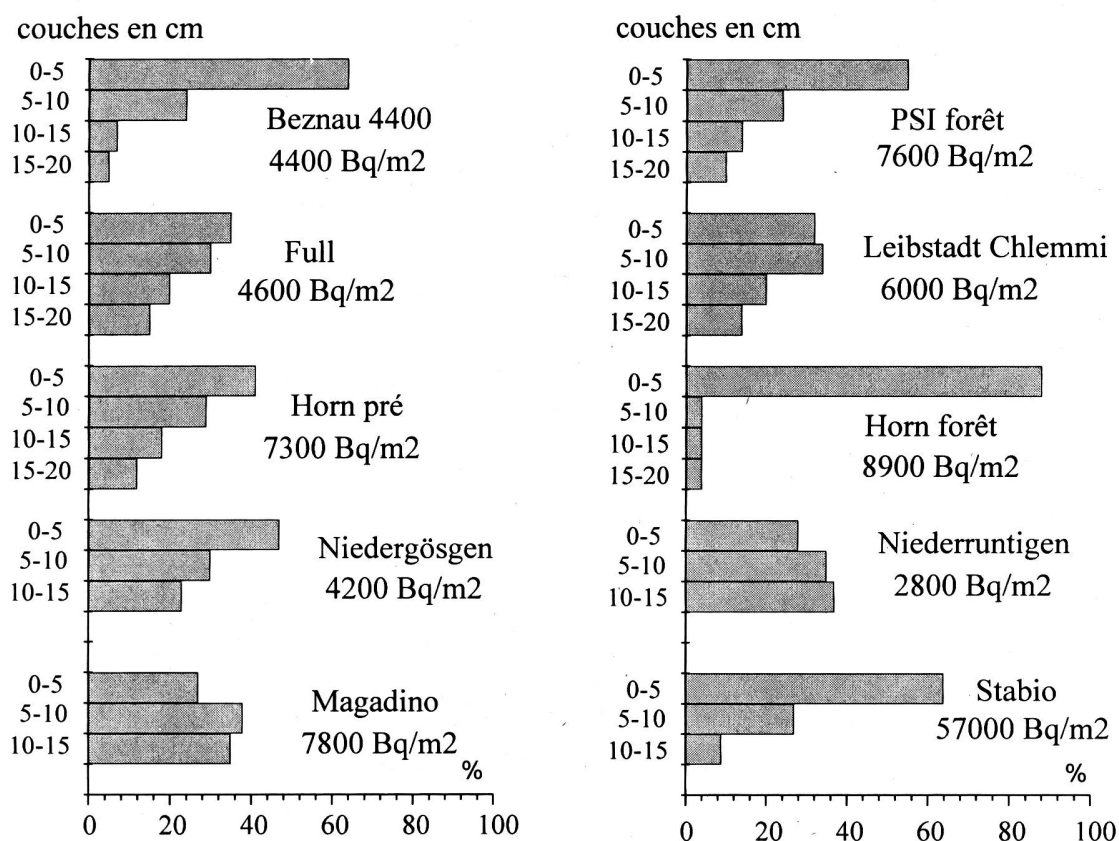 couches en cm
0-5
5-10
10-15
15-20
Beznau 4400
4400 Bq/m2
0-5
5-10
10-15
15-20
Full
4600 Bq/m2
0-5
5-10
10-15
15-20
Horn pré
7300 Bq/m2
0-5
5-10
10-15
Niedergösgen
4200 Bq/m2
0-5
5-10
10-15
Magadino
7800 Bq/m2
%
0 20 40 60 80 100
couches en cm
0-5
5-10
10-15
15-20
PSI forêt
7600 Bq/m2
0-5
5-10
10-15
15-20
Leibstadt Chlemmi
6000 Bq/m2
0-5
5-10
10-15
15-20
Horn forêt
8900 Bq/m2
0-5
5-10
10-15
Niederruntigen
2800 Bq/m2
0-5
5-10
10-15
Stabio
57000 Bq/m2
%
0 20 40 60 80 100